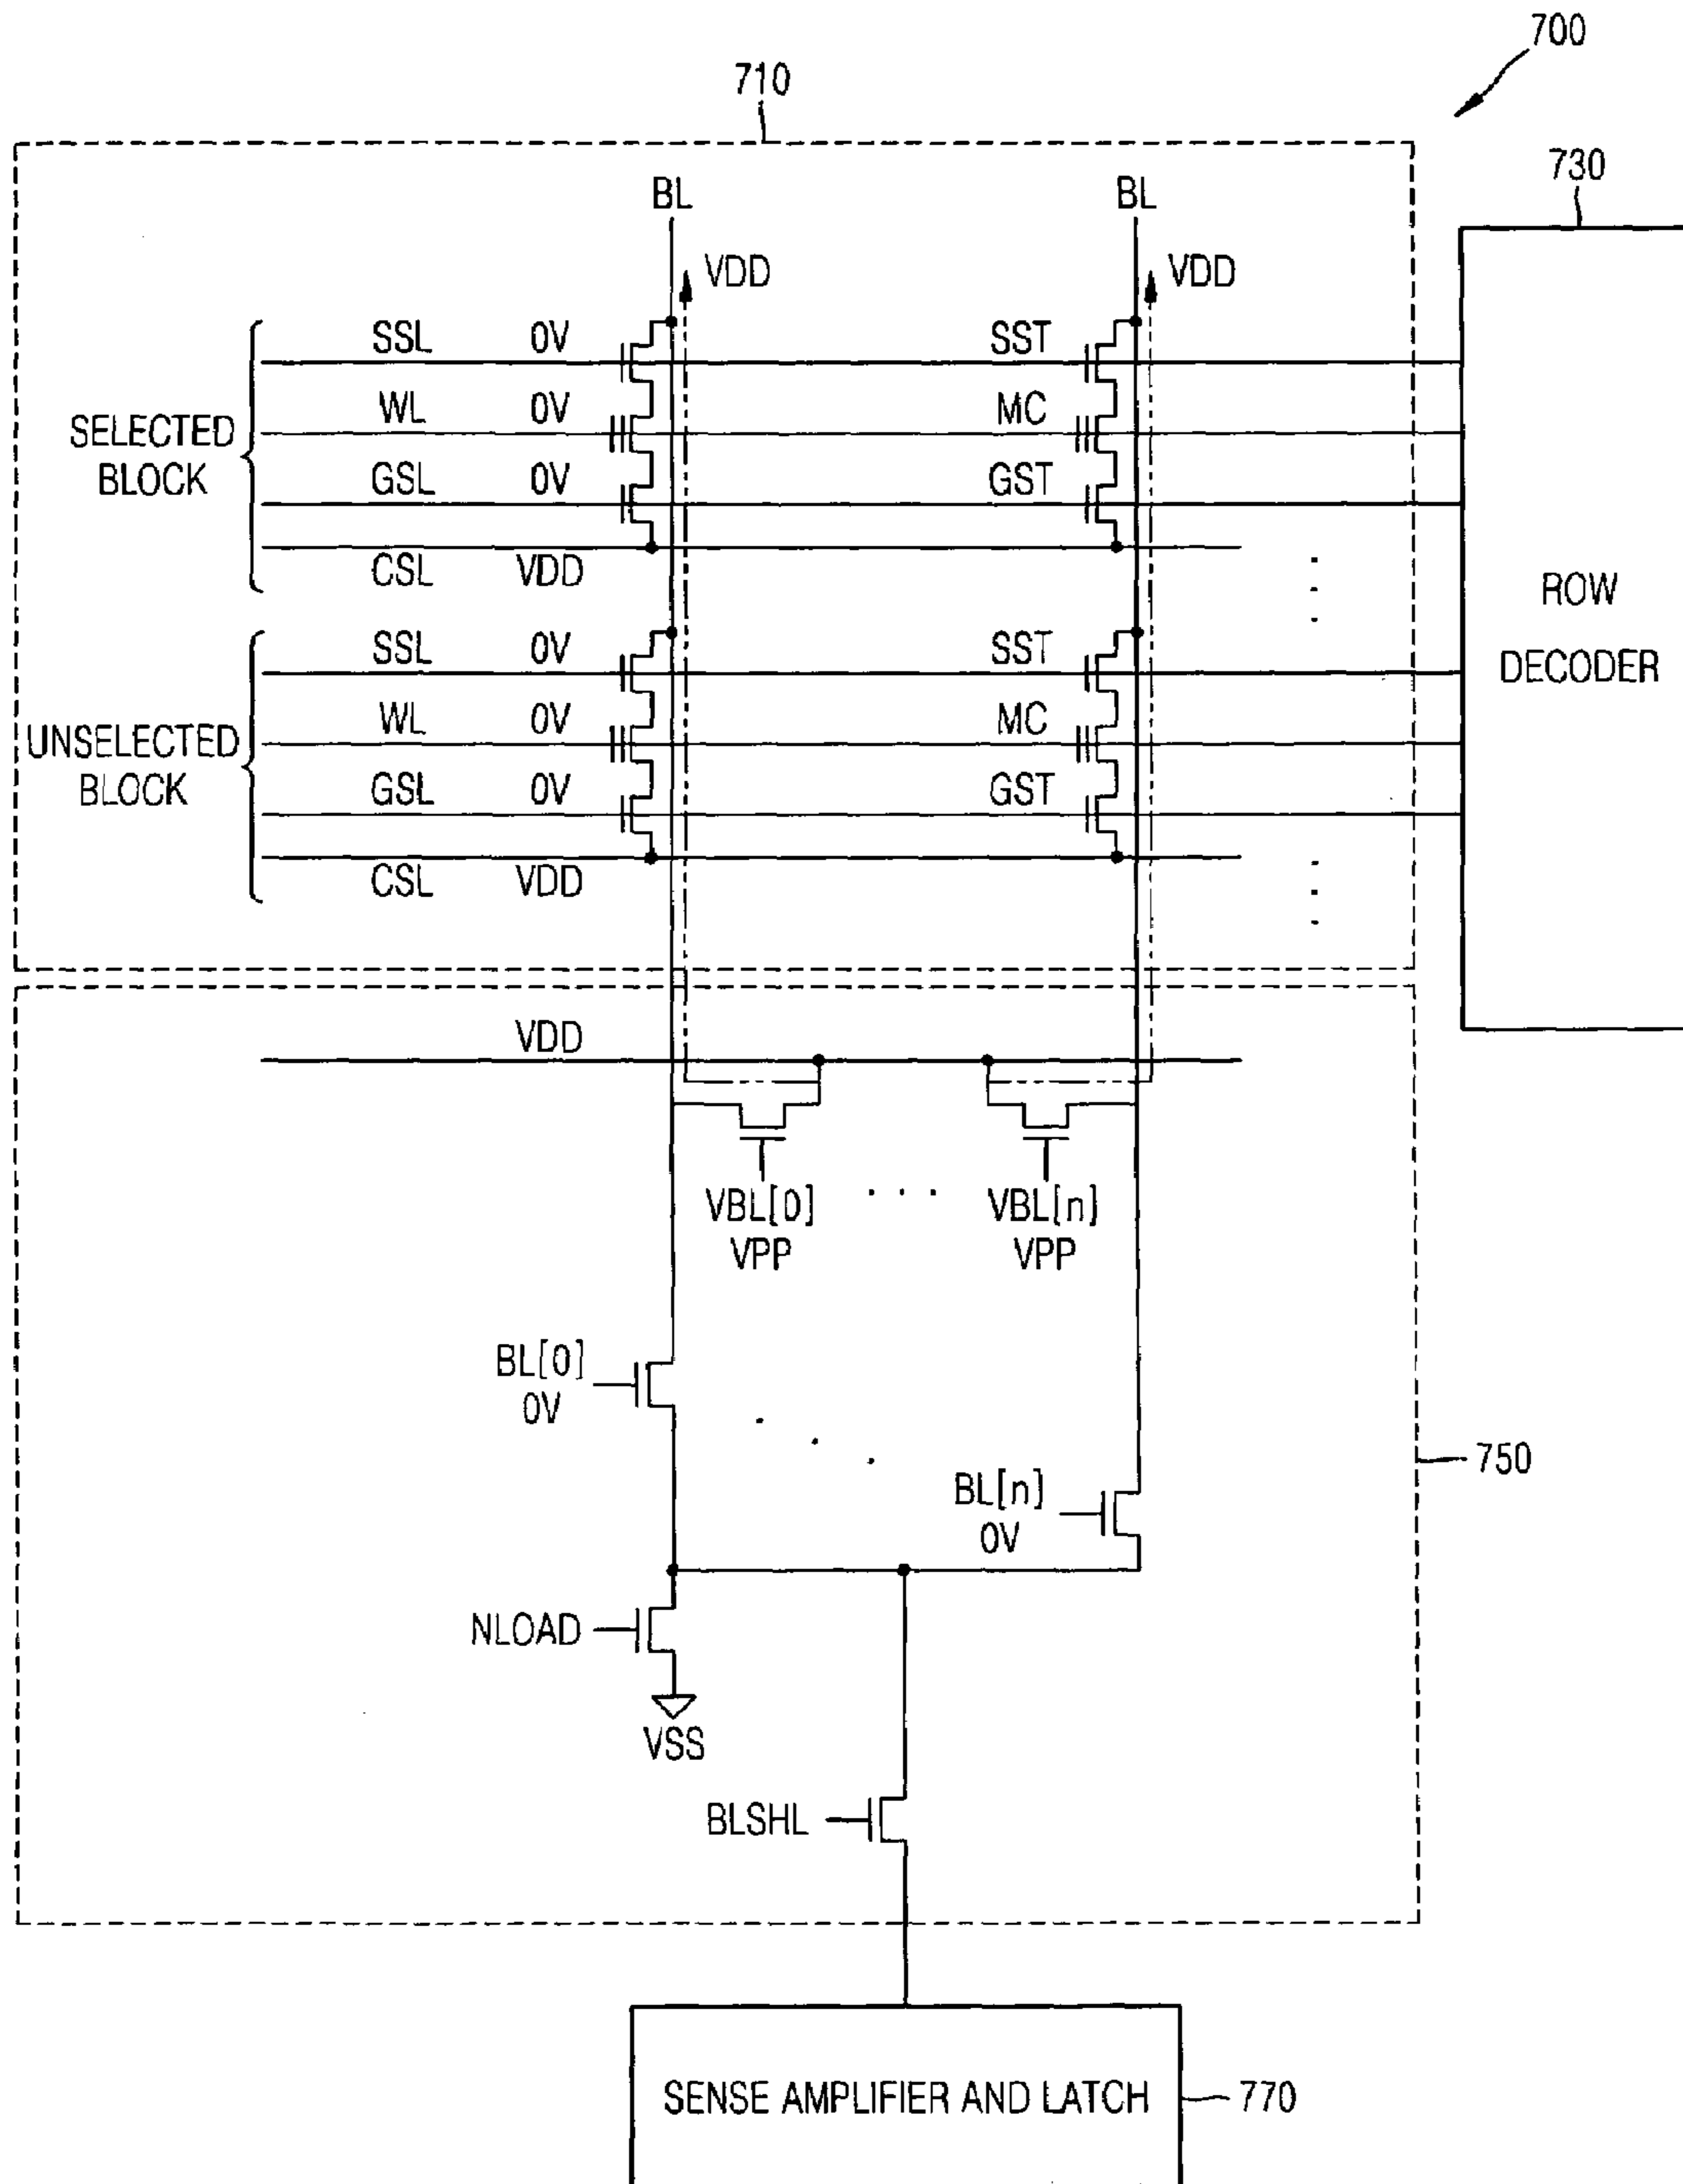 700
710
730
BL BL
VDD VDD
SSL 0V SST
WL 0V MC
SELECTED
BLOCK
GSL 0V GST
CSL VDD
ROW
DECODER
SSL 0V SST
WL 0V MC
UNSELECTED
BLOCK
GSL 0V GST
CSL VDD
VDD
VBL[0] ... VBL[n]
VPP VPP
BL[0]
0V
750
BL[n]
0V
NLOAD
VSS
BLSHL
SENSE AMPLIFIER AND LATCH
770